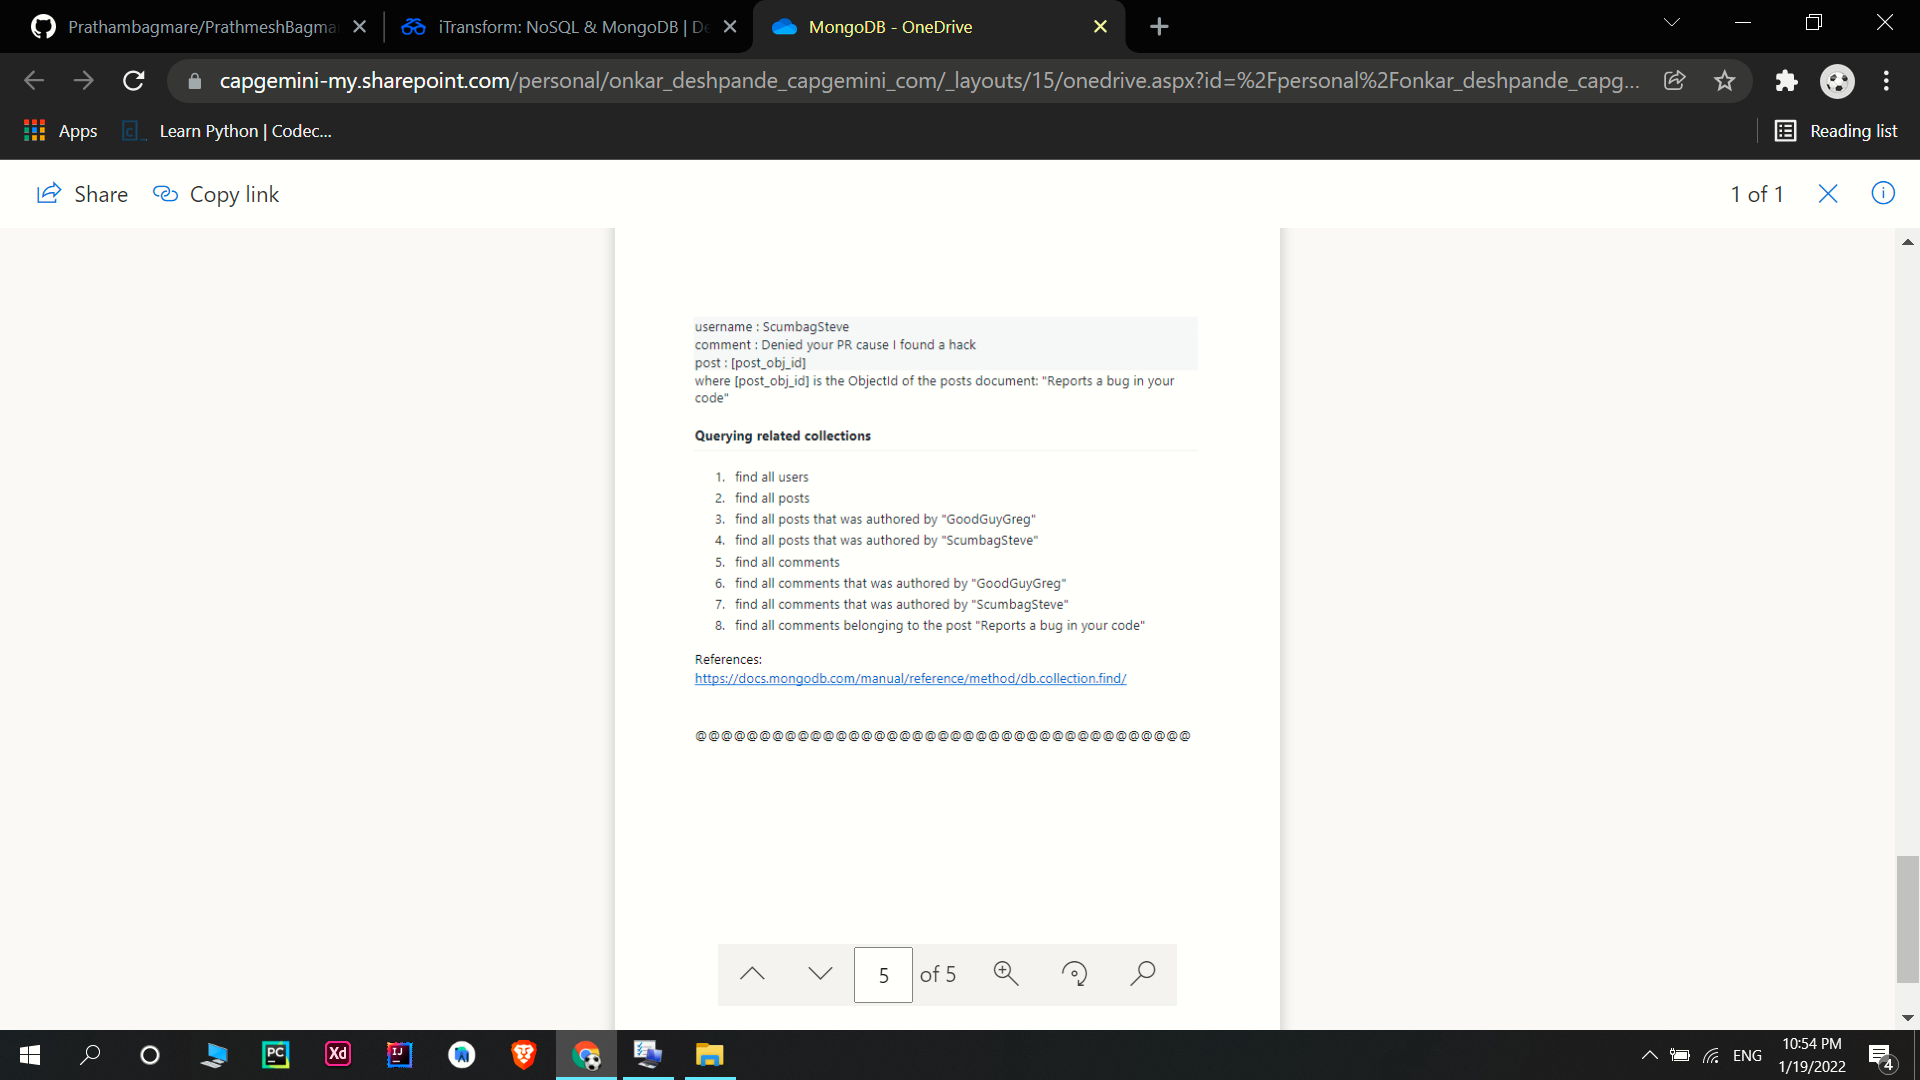 Prathambagmare/PrathmeshBagma
iTransform: NoSQL & MongoDB | De
MongoDB - OneDrive
capgemini-my.sharepoint.com/personal/onkar_deshpande_capgemini_com/_layouts/15/onedrive.aspx?id=%2Fpersonal%2Fonkar_deshpande_capg...
Apps
Learn Python | Codec...
Reading list
Share
Copy link
1 of 1
username : ScumbagSteve
comment : Denied your PR cause I found a hack
post : [post_obj_id]
where [post_obj_id] is the ObjectId of the posts document: "Reports a bug in your
code"
Querying related collections
1. find all users
2. find all posts
3. find all posts that was authored by "GoodGuyGreg"
4. find all posts that was authored by "ScumbagSteve"
5. find all comments
6. find all comments that was authored by "GoodGuyGreg"
7. find all comments that was authored by "ScumbagSteve"
8. find all comments belonging to the post "Reports a bug in your code"
References:
https://docs.mongodb.com/manual/reference/method/db.collection.find/
@@@@@@@@@@@@@@@@@@@@@@@@@@@@@@@@@@@@@@@
5 of 5
PC
Xd
IJ
ENG
10:54 PM
1/19/2022
4